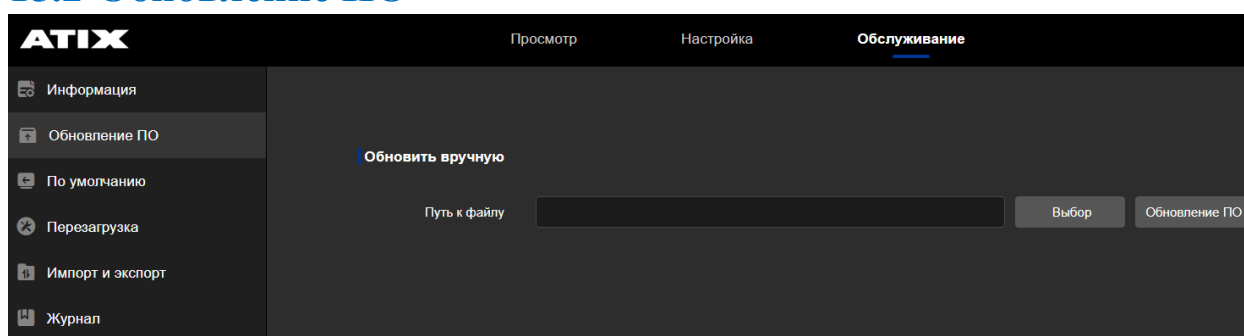 ATIX
Просмотр Настройка Обслуживание
Информация
Обновление ПО
По умолчанию
Перезагрузка
Импорт и экспорт
Журнал
Обновить вручную
Путь к файлу Выбор Обновление ПО